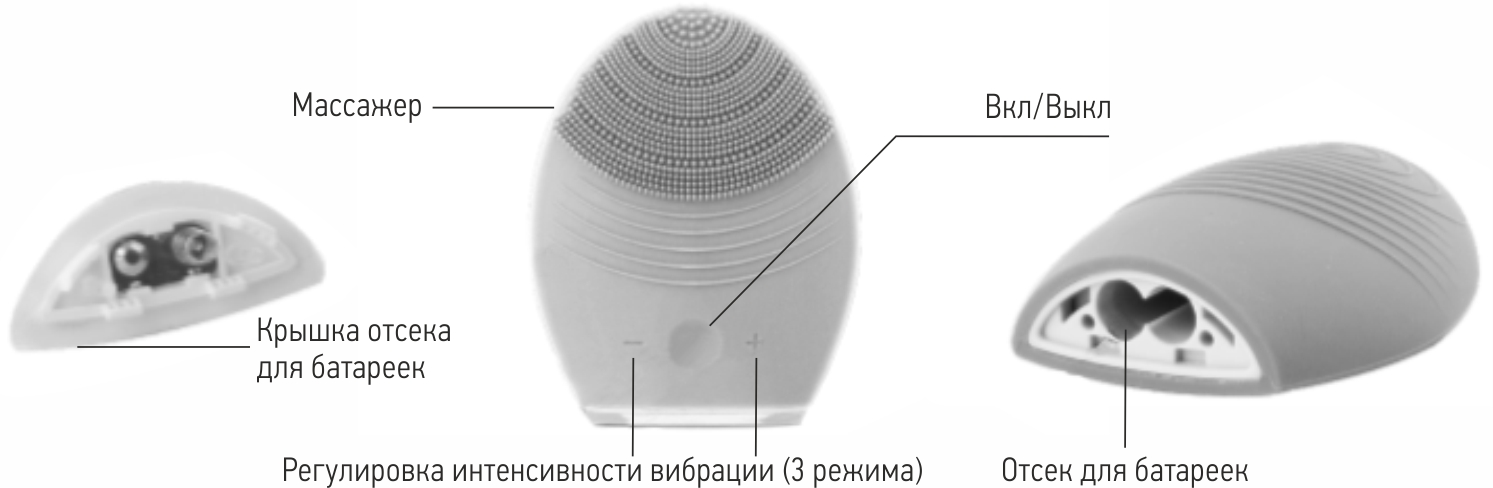 Массажер
Вкл/Выкл
Крышка отсека
для батареек
− +
Регулировка интенсивности вибрации (3 режима)
Отсек для батареек